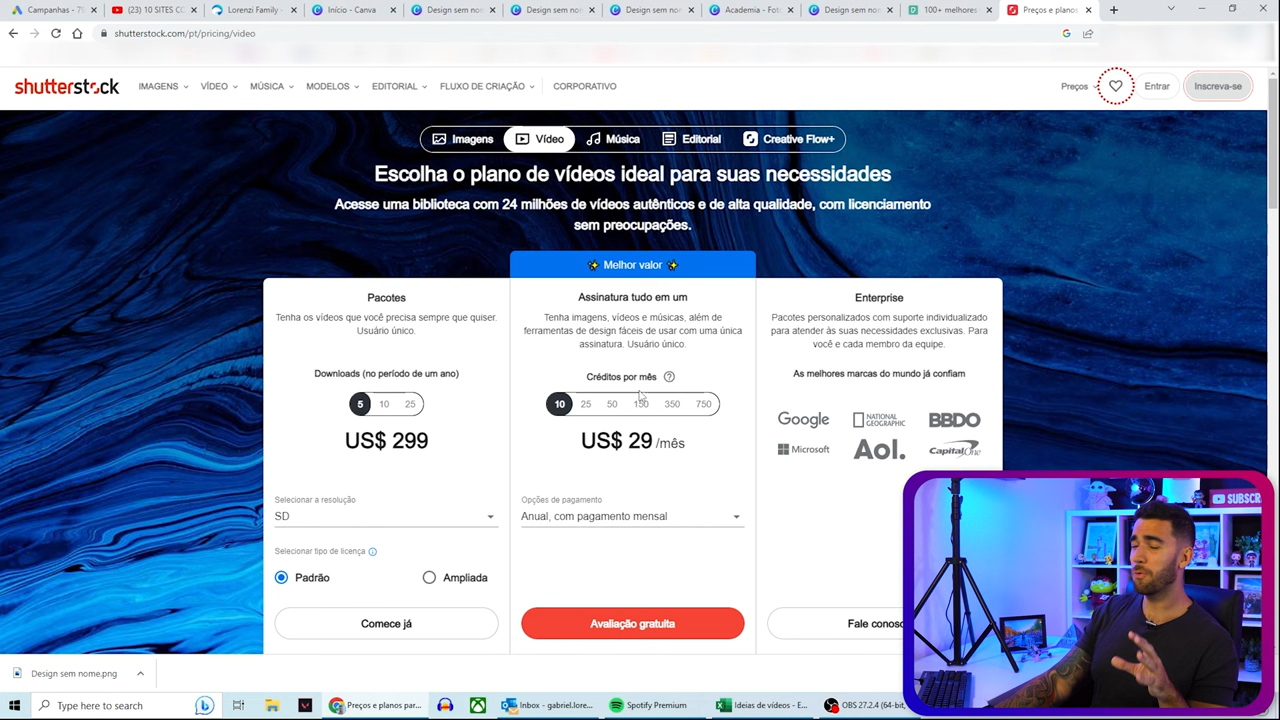 Campanhas - 79
(23) 10 SITES CO
Lorenzi Family -
Início - Canva
Design sem nom
Design sem nom
Design sem nom
Academia - Foto
Design sem nom
100+ melhores
Preços e planos
shutterstock.com/pt/pricing/video
shutterstock
IMAGENS
VÍDEO
MÚSICA
MODELOS
EDITORIAL
FLUXO DE CRIAÇÃO
CORPORATIVO
Preços
Entrar
Inscreva-se
Imagens
Vídeo
Música
Editorial
Creative Flow+
Escolha o plano de vídeos ideal para suas necessidades
Acesse uma biblioteca com 24 milhões de vídeos autênticos e de alta qualidade, com licenciamento
sem preocupações.
Melhor valor
Pacotes
Tenha os vídeos que você precisa sempre que quiser.
Usuário único.
Downloads (no período de um ano)
5 10 25
US$ 299
Selecionar a resolução
SD
Selecionar tipo de licença
Padrão
Ampliada
Comece já
Assinatura tudo em um
Tenha imagens, vídeos e músicas, além de
ferramentas de design fáceis de usar com uma única
assinatura. Usuário único.
Créditos por mês
10 25 50 150 350 750
US$ 29 /mês
Opções de pagamento
Anual, com pagamento mensal
Avaliação gratuita
Enterprise
Pacotes personalizados com suporte individualizado
para atender às suas necessidades exclusivas. Para
você e cada membro da equipe.
As melhores marcas do mundo já confiam
Google
NATIONAL
GEOGRAPHIC
BBDO
Microsoft
Aol.
Capital One
Fale conosc
SUBSCR
Design sem nome.png
Type here to search
Preços e planos par...
Inbox - gabriel.lore...
Spotify Premium
Ideias de vídeos - E...
OBS 27.2.4 (64-bit,